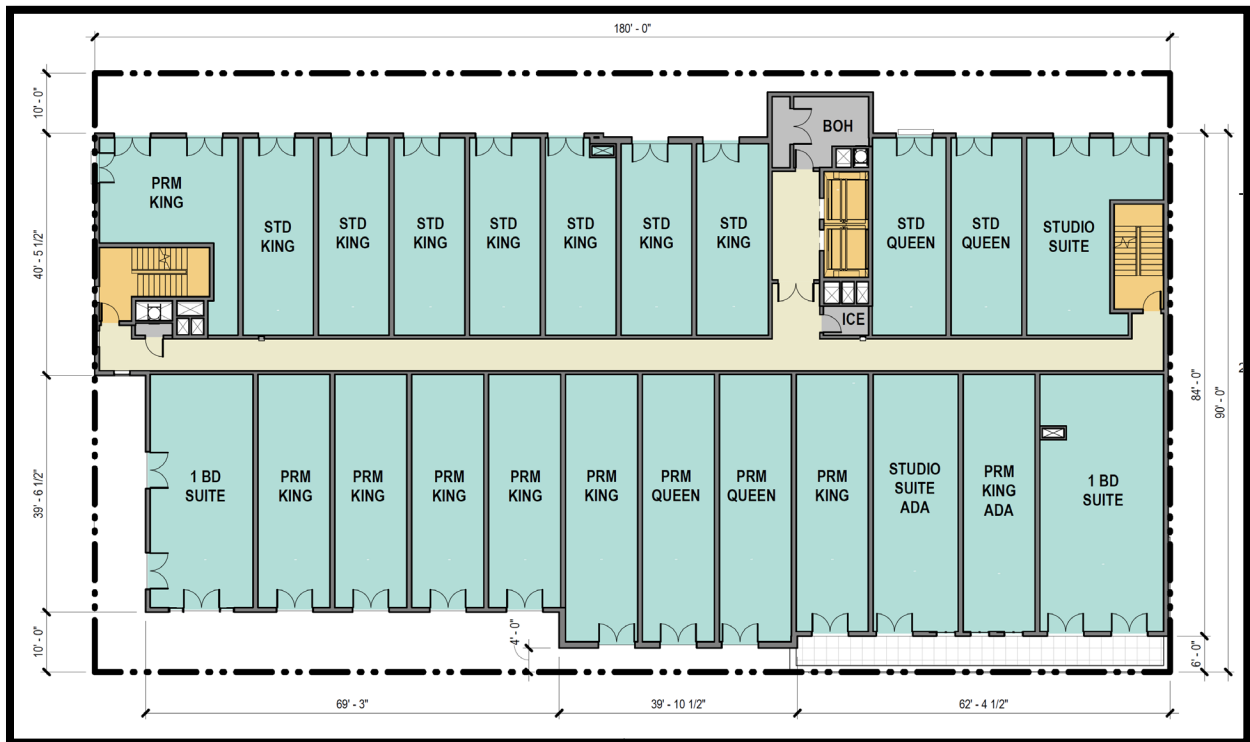 180' - 0"
10' - 0"
BOH
PRM
KING
STD
KING
STD
KING
STD
KING
STD
KING
STD
KING
STD
KING
STD
KING
STD
QUEEN
STD
QUEEN
STUDIO
SUITE
40' - 5 1/2"
ICE
84' - 0"
90' - 0"
1 BD
SUITE
PRM
KING
PRM
KING
PRM
KING
PRM
KING
PRM
KING
PRM
QUEEN
PRM
QUEEN
PRM
KING
STUDIO
SUITE
ADA
PRM
KING
ADA
1 BD
SUITE
39' - 6 1/2"
10' - 0"
4' - 0"
6' - 0"
69' - 3"
39' - 10 1/2"
62' - 4 1/2"